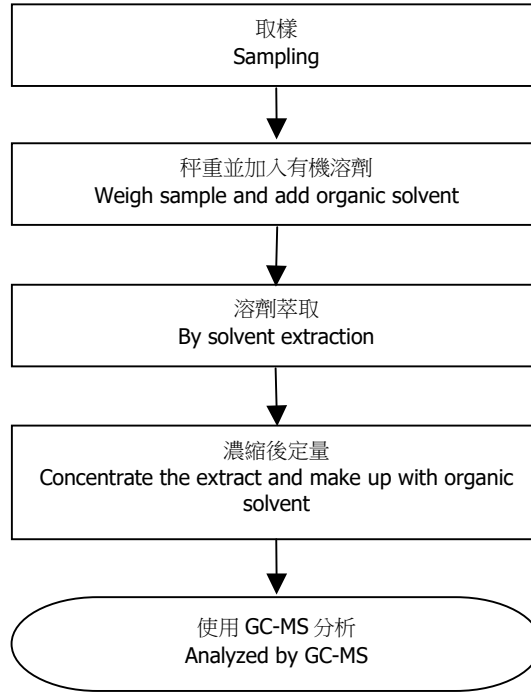 取樣
Sampling
秤重並加入有機溶劑
Weigh sample and add organic solvent
溶劑萃取
By solvent extraction
濃縮後定量
Concentrate the extract and make up with organic
solvent
使用 GC-MS 分析
Analyzed by GC-MS